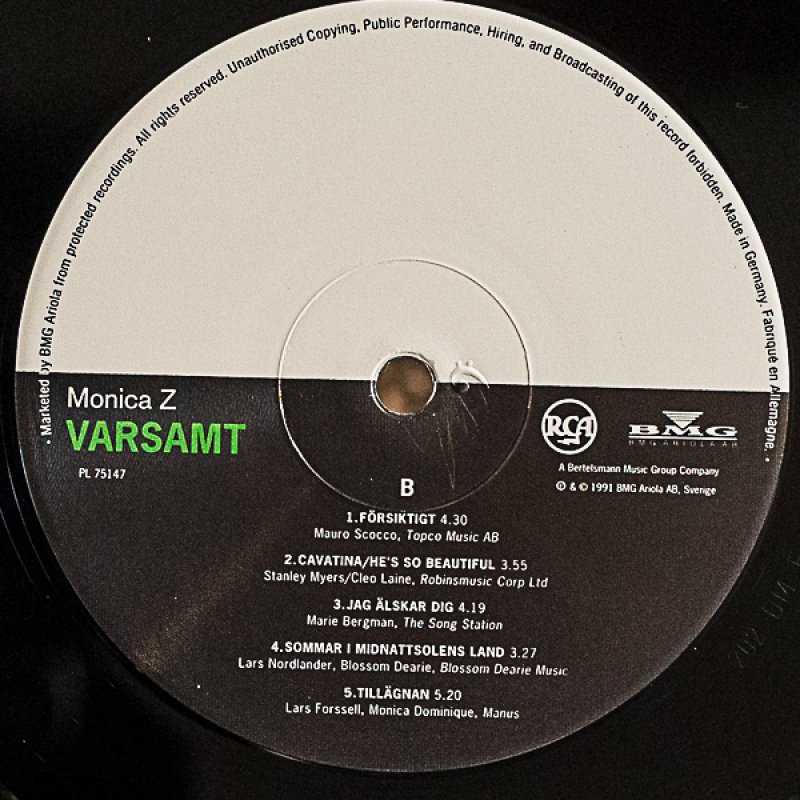 • Marketed by BMG Ariola from protected recordings. All rights reserved. Unauthorised Copying, Public Performance, Hiring, and Broadcasting of this record forbidden. Made in Germany. Fabriqué en Allemagne. •
Monica Z
VARSAMT
PL 75147
RCA
BMG
BMG ARIOLA AB
A Bertelsmann Music Group Company
℗ & © 1991 BMG Ariola AB, Sverige
B
1.FÖRSIKTIGT 4.30
Mauro Scocco, Topco Music AB
2.CAVATINA/HE'S SO BEAUTIFUL 3.55
Stanley Myers/Cleo Laine, Robinsmusic Corp Ltd
3.JAG ÄLSKAR DIG 4.19
Marie Bergman, The Song Station
4.SOMMAR I MIDNATTSOLENS LAND 3.27
Lars Nordlander, Blossom Dearie, Blossom Dearie Music
5.TILLÄGNAN 5.20
Lars Forssell, Monica Dominique, Manus